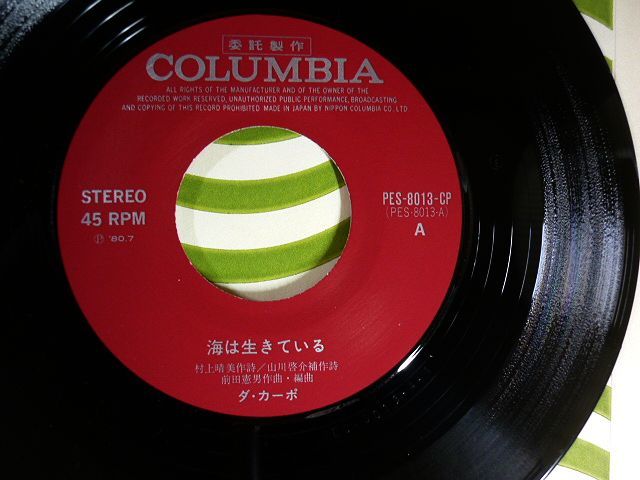 委託製作
COLUMBIA
ALL RIGHTS OF THE MANUFACTURER AND OF THE OWNER OF THE
RECORDED WORK RESERVED, UNAUTHORIZED PUBLIC PERFORMANCE, BROADCASTING
AND COPYING OF THIS RECORD PROHIBITED MADE IN JAPAN BY NIPPON COLUMBIA CO., LTD
STEREO
45 RPM
Ⓟ '80.7
PES-8013-CP
(PES-8013-A)
A
海は生きている
村上晴美作詩／山川啓介補作詩
前田憲男作曲・編曲
ダ・カーポ